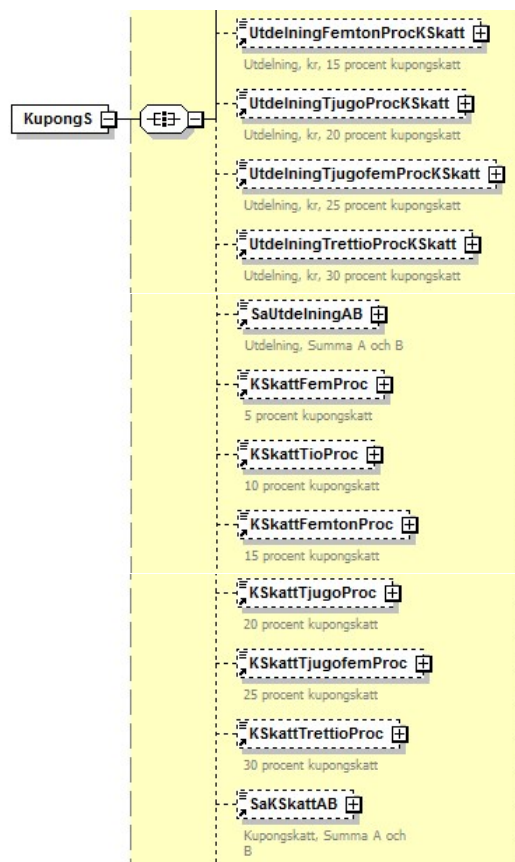 UtdelningFemtonProcKSkatt
Utdelning, kr, 15 procent kupongskatt
KupongS
UtdelningTjugoProcKSkatt
Utdelning, kr, 20 procent kupongskatt
UtdelningTjugofemProcKSkatt
Utdelning, kr, 25 procent kupongskatt
UtdelningTrettioProcKSkatt
Utdelning, kr, 30 procent kupongskatt
SaUtdelningAB
Utdelning, Summa A och B
KSkattFemProc
5 procent kupongskatt
KSkattTioProc
10 procent kupongskatt
KSkattFemtonProc
15 procent kupongskatt
KSkattTjugoProc
20 procent kupongskatt
KSkattTjugofemProc
25 procent kupongskatt
KSkattTrettioProc
30 procent kupongskatt
SaKSkattAB
Kupongskatt, Summa A och
B